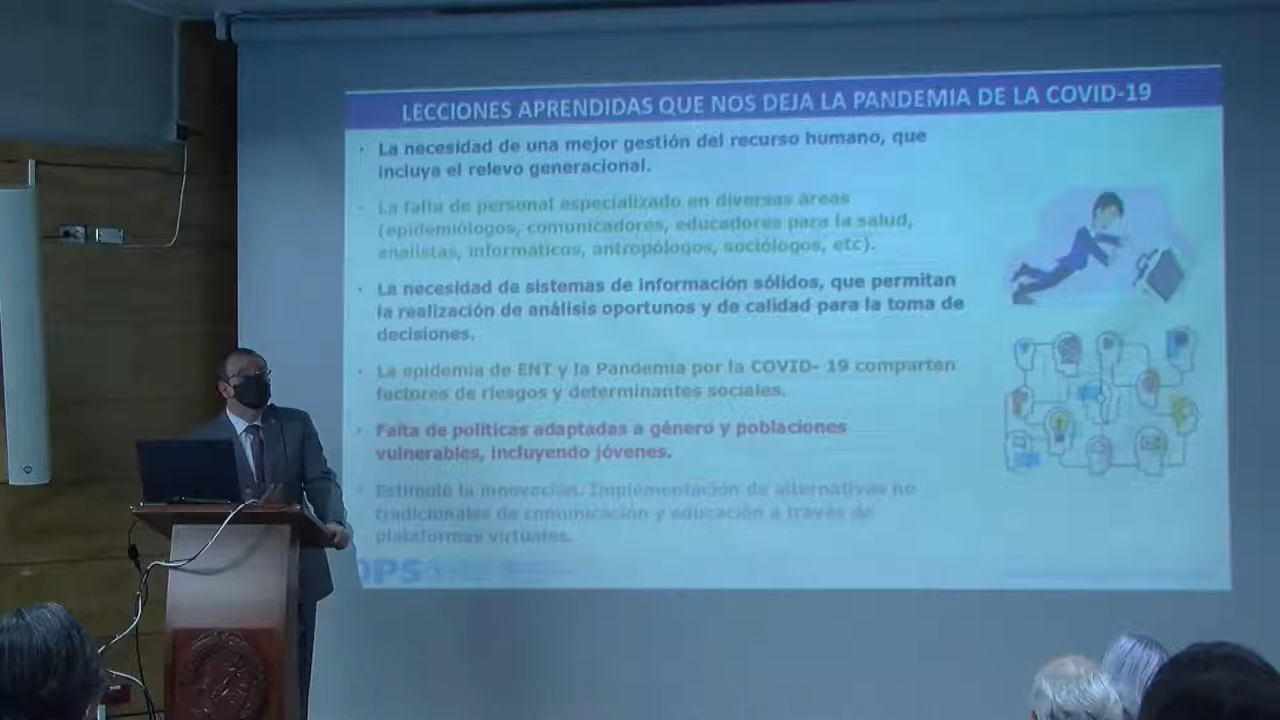 LECCIONES APRENDIDAS QUE NOS DEJA LA PANDEMIA DE LA COVID-19
· La necesidad de una mejor gestión del recurso humano, que
incluya el relevo generacional.
· La falta de personal especializado en diversas áreas
(epidemiólogos, comunicadores, educadores para la salud,
analistas, informáticos, antropólogos, sociólogos, etc).
· La necesidad de sistemas de información sólidos, que permitan
la realización de análisis oportunos y de calidad para la toma de
decisiones.
· La epidemia de ENT y la Pandemia por la COVID- 19 comparten
factores de riesgos y determinantes sociales.
· Falta de políticas adaptadas a género y poblaciones
vulnerables, incluyendo jóvenes.
· Estimuló la innovación. Implementación de alternativas no
tradicionales de comunicación y educación a través de
plataformas virtuales.
OPS